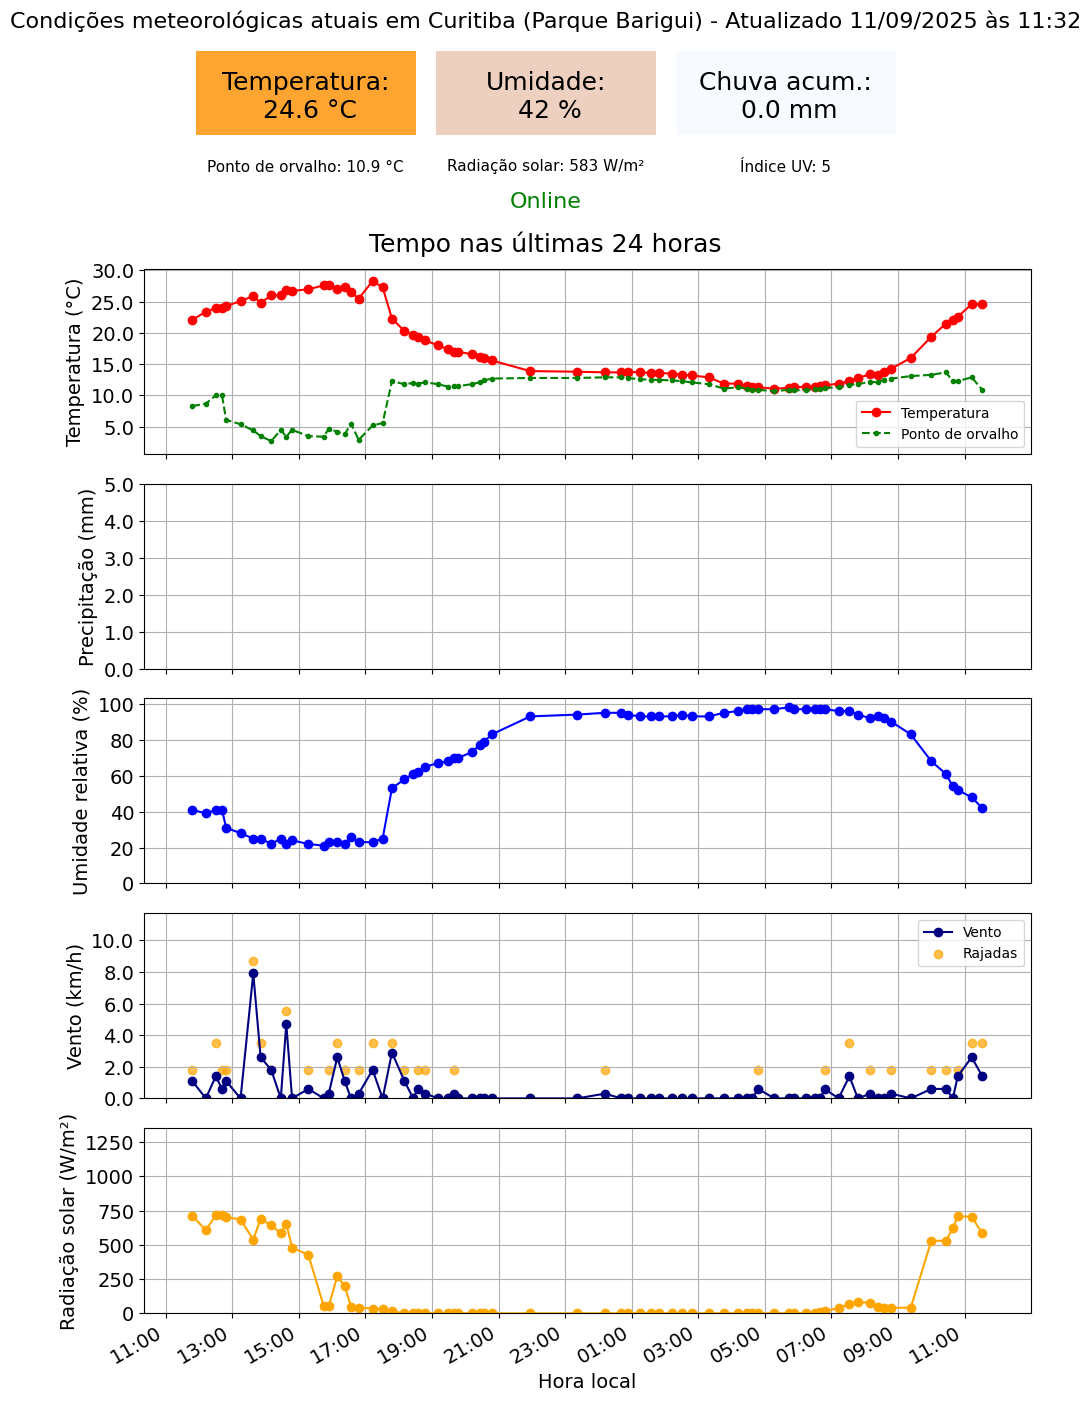 Condições meteorológicas atuais em Curitiba (Parque Barigui) - Atualizado 11/09/2025 às 11:32
Temperatura:
24.6 °C
Umidade:
42 %
Chuva acum.:
0.0 mm
Ponto de orvalho: 10.9 °C
Radiação solar: 583 W/m²
Índice UV: 5
Online
Tempo nas últimas 24 horas
Temperatura (°C)
30.0
25.0
20.0
15.0
10.0
5.0
Temperatura
Ponto de orvalho
Precipitação (mm)
5.0
4.0
3.0
2.0
1.0
0.0
Umidade relativa (%)
100
80
60
40
20
0
Vento (km/h)
10.0
8.0
6.0
4.0
2.0
0.0
Vento
Rajadas
Radiação solar (W/m²)
1250
1000
750
500
250
0
11:00
13:00
15:00
17:00
19:00
21:00
23:00
01:00
03:00
05:00
07:00
09:00
11:00
Hora local